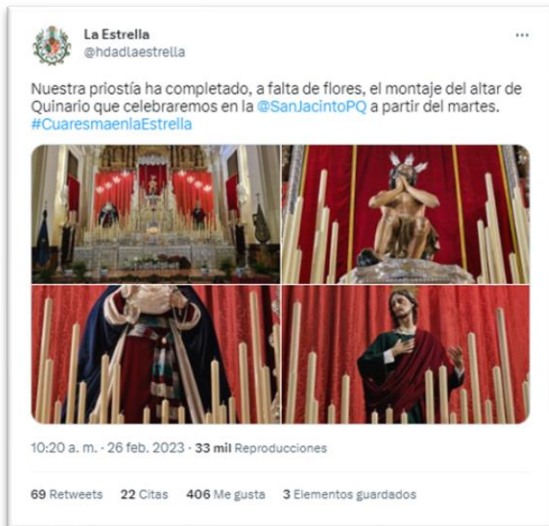 La Estrella
@hdadlaestrella
Nuestra priostía ha completado, a falta de flores, el montaje del altar de
Quinario que celebraremos en la @SanJacintoPQ a partir del martes.
#CuaresmaenlaEstrella
10:20 a. m. · 26 feb. 2023 · 33 mil Reproducciones
69 Retweets 22 Citas 406 Me gusta 3 Elementos guardados